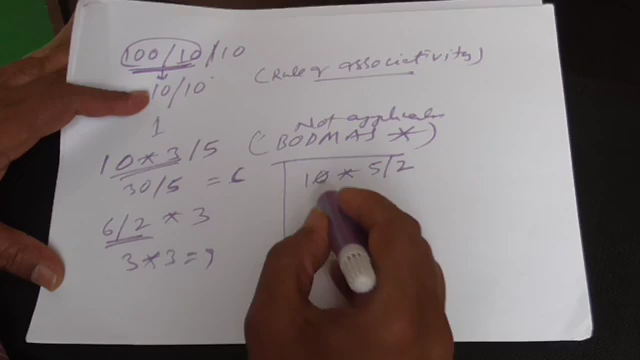 100/10/10
10/10
1
(Rule of associativity)
10 * 3/5
30/5 = 6
6/2 * 3
3*3=9
Not applicable
(BODMAS *)
10 * 5/2